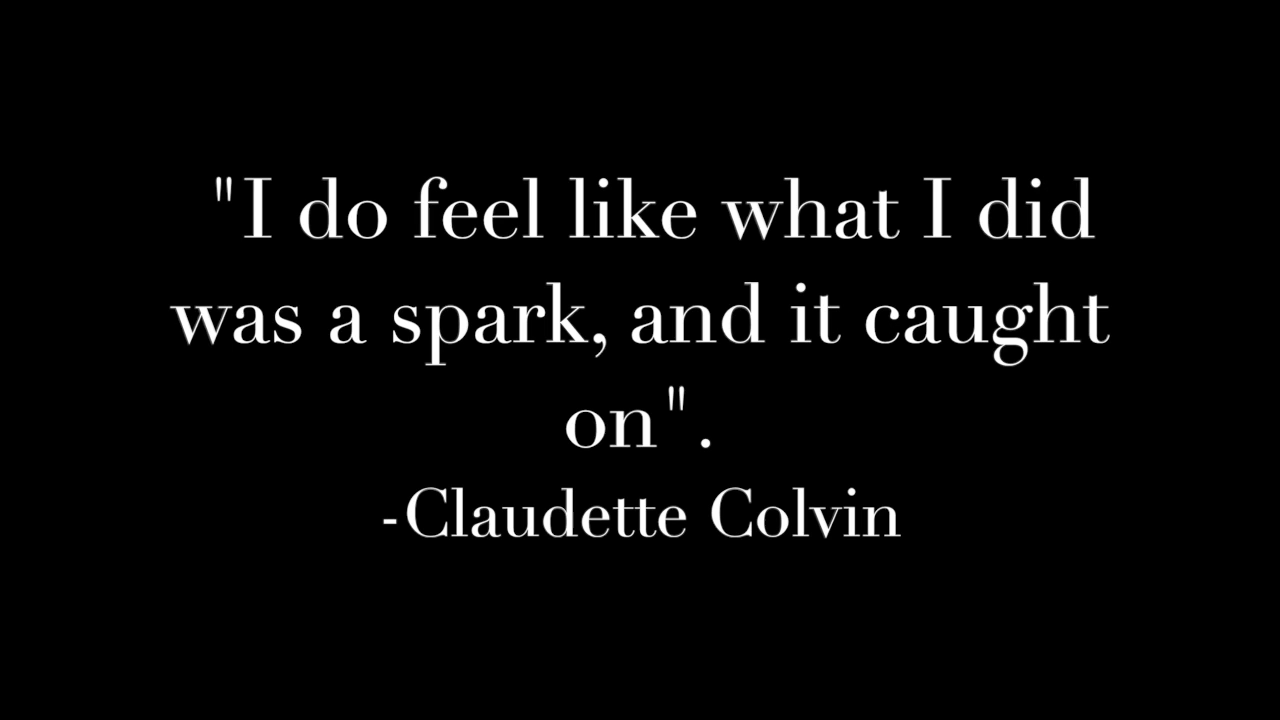 "I do feel like what I did
was a spark, and it caught
on".
-Claudette Colvin